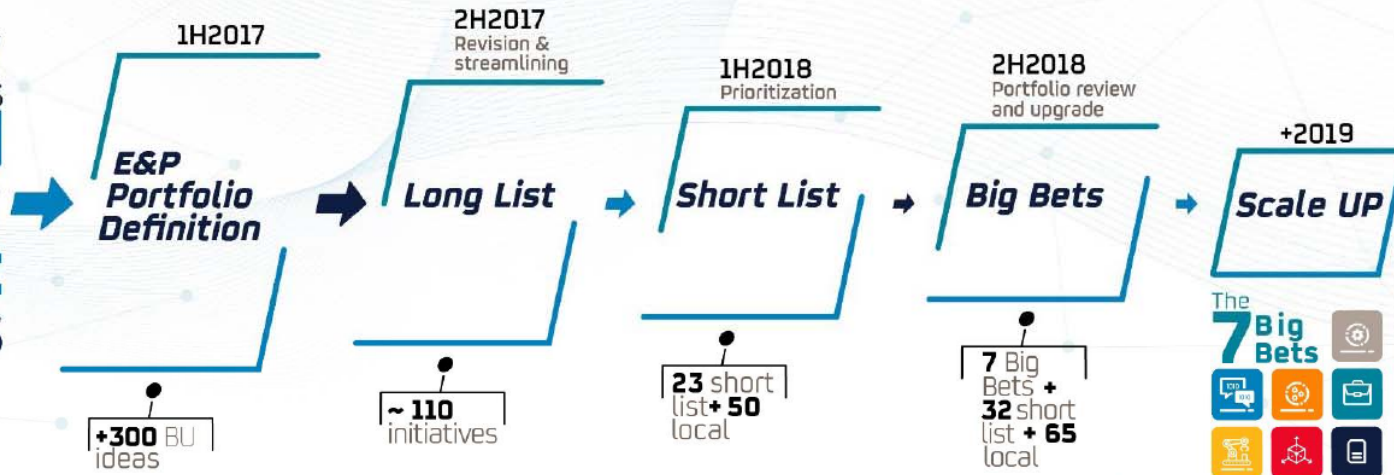 1H2017
E&P
Portfolio
Definition
+300 BU
ideas
2H2017
Revision &
streamlining
Long List
~ 110
initiatives
1H2018
Prioritization
Short List
23 short
list+ 50
local
2H2018
Portfolio review
and upgrade
Big Bets
7 Big
Bets +
32 short
list + 65
local
+2019
Scale UP
The
7 Big
Bets